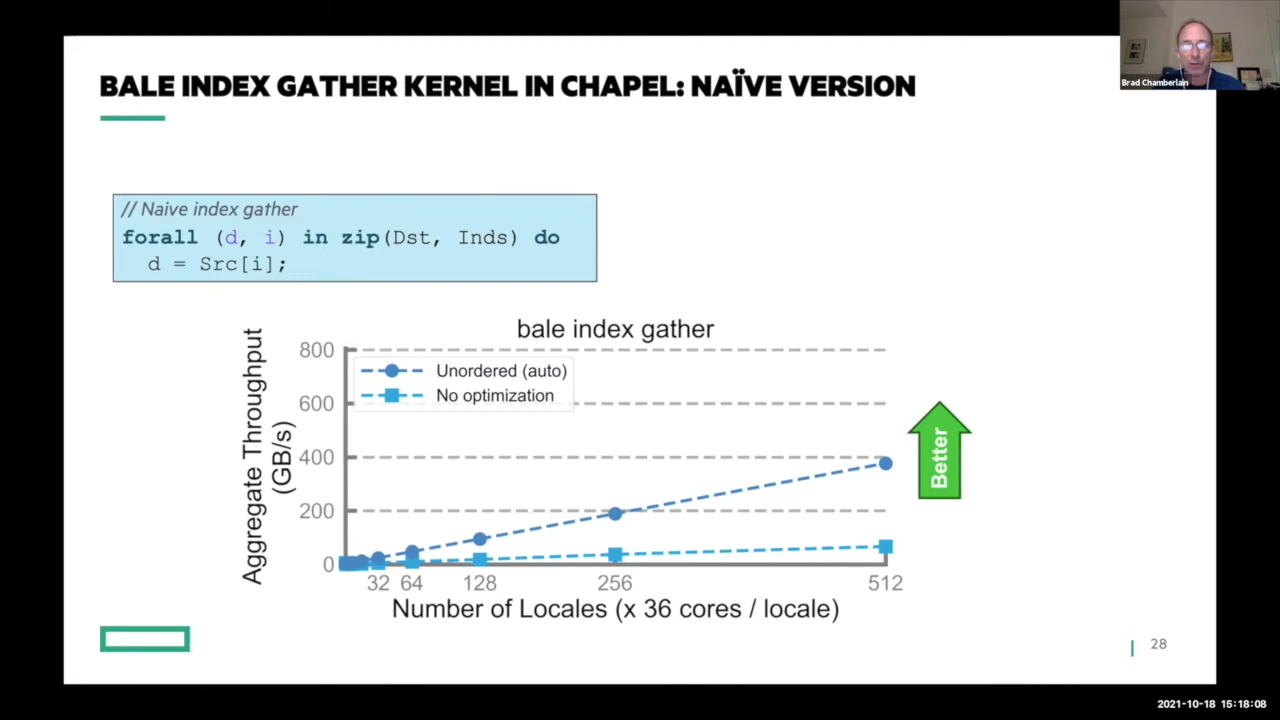 BALE INDEX GATHER KERNEL IN CHAPEL: NAÏVE VERSION
Brad Chamberlain
// Naive index gather
forall (d, i) in zip(Dst, Inds) do
d = Src[i];
bale index gather
Aggregate Throughput
(GB/s)
800
600
400
200
0
Unordered (auto)
No optimization
Better
32 64 128 256 512
Number of Locales (x 36 cores / locale)
28
2021-10-18 15:18:08